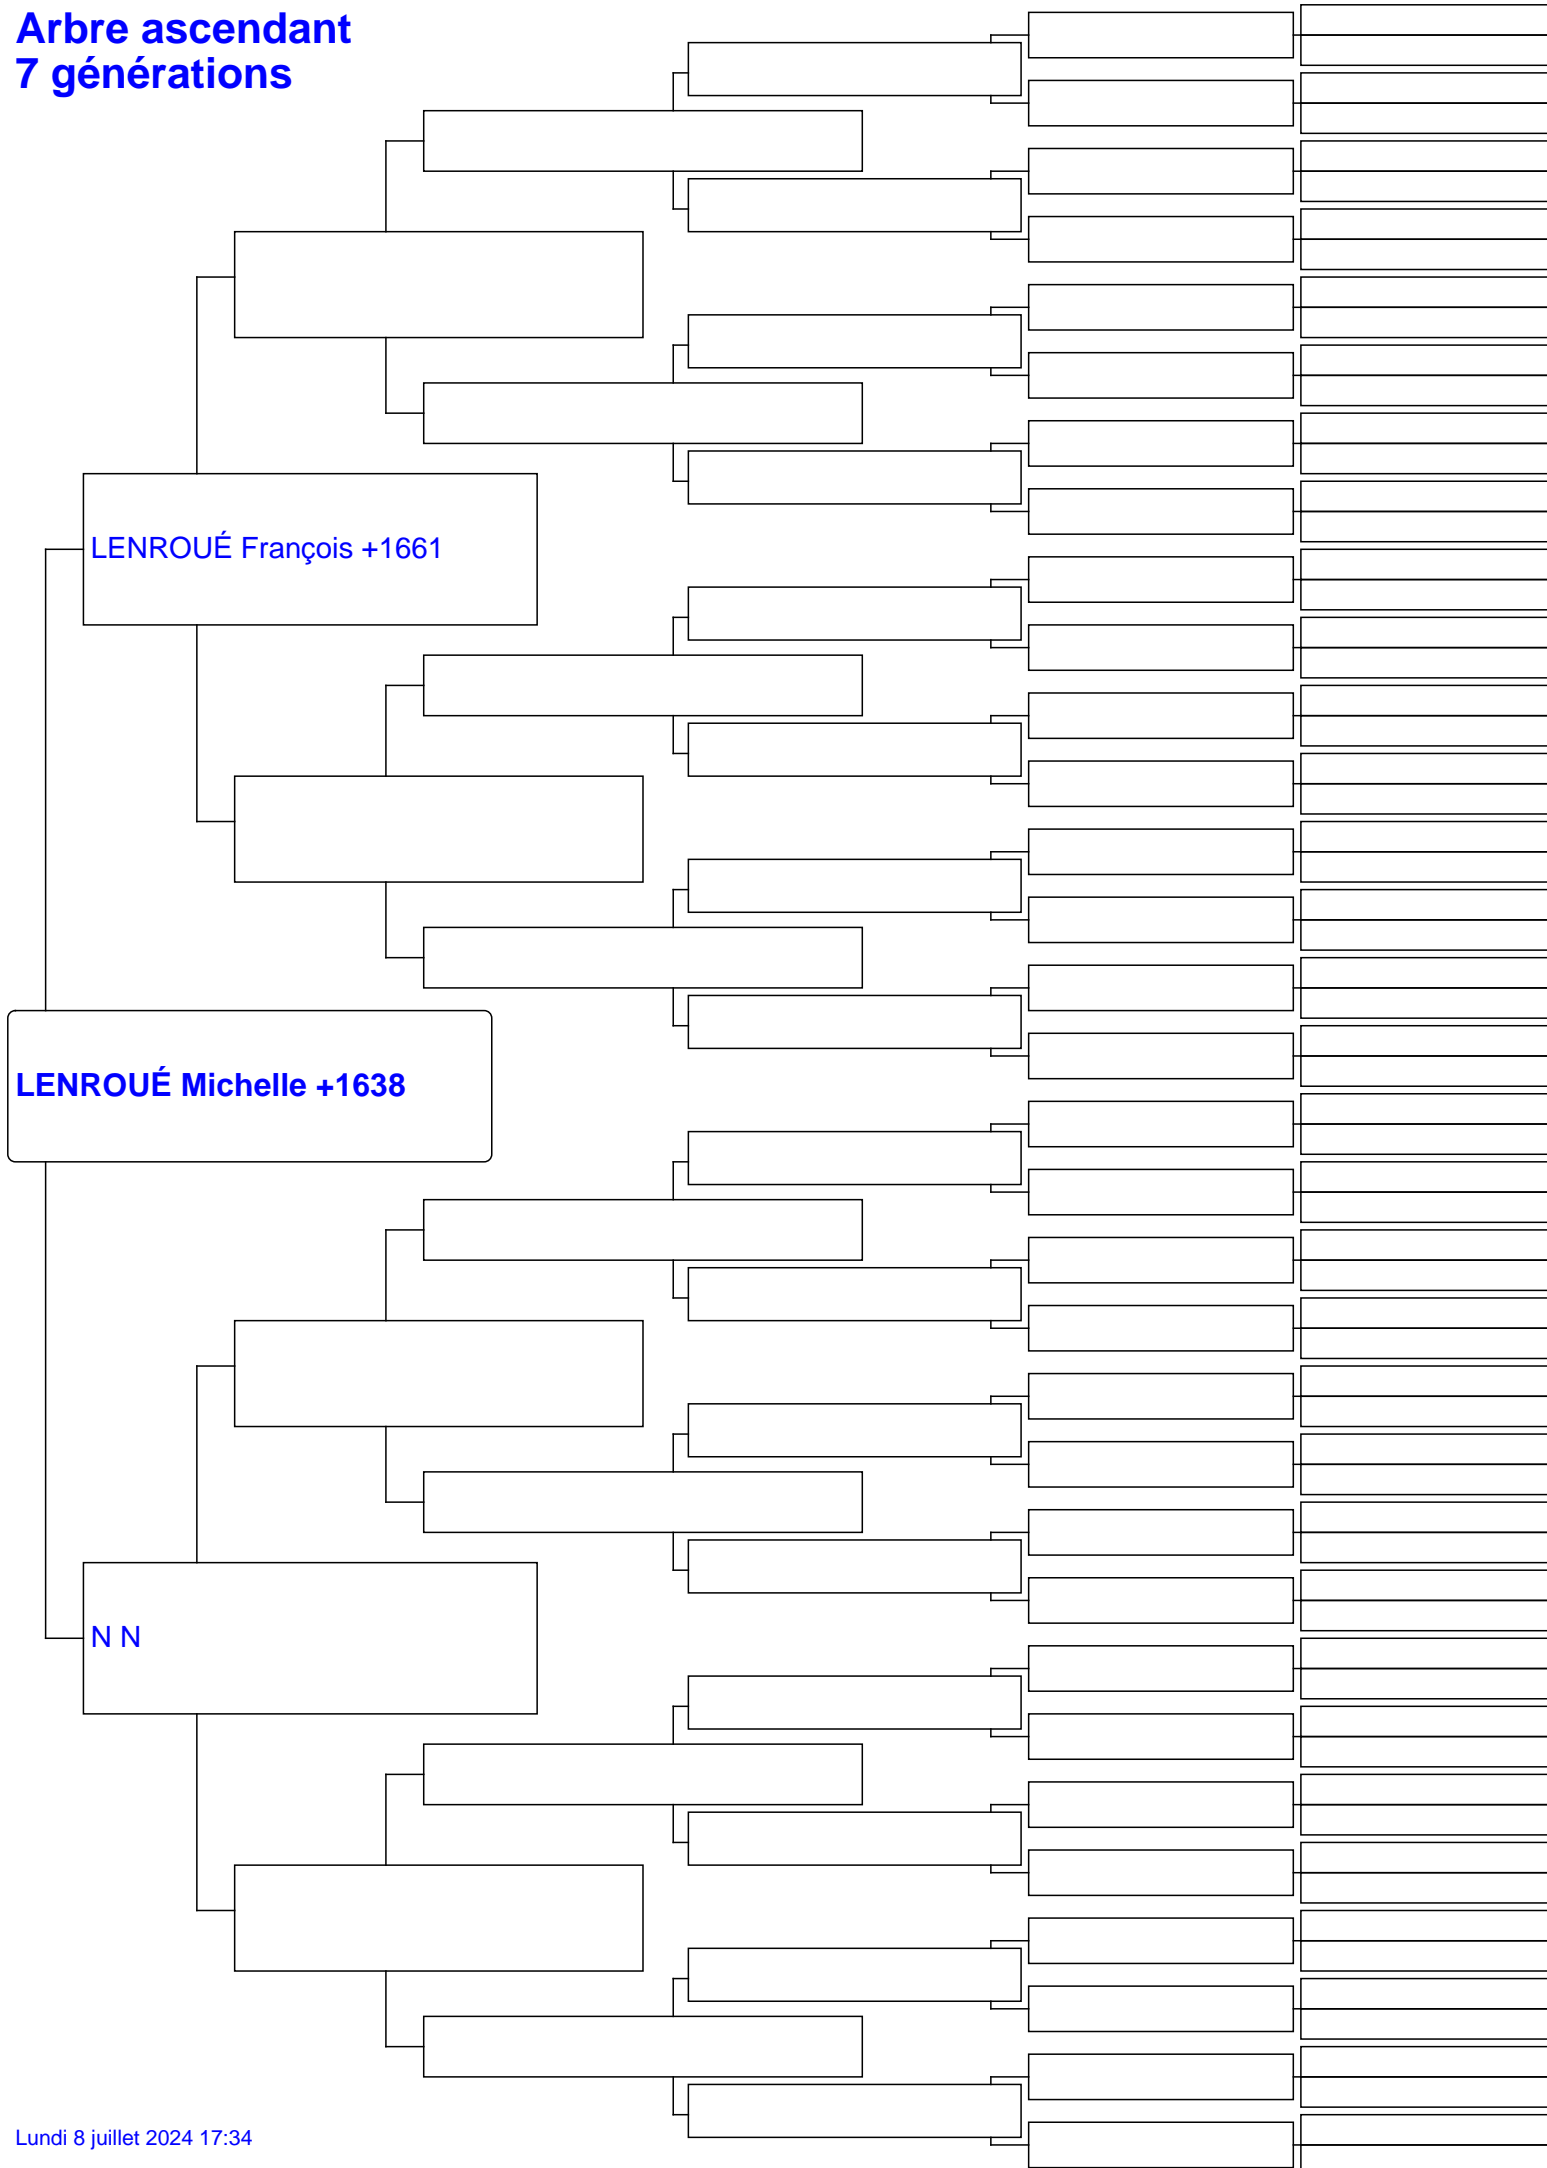 Arbre ascendant
7 générations
LENROUÉ François +1661
LENROUÉ Michelle +1638
N N
Lundi 8 juillet 2024 17:34